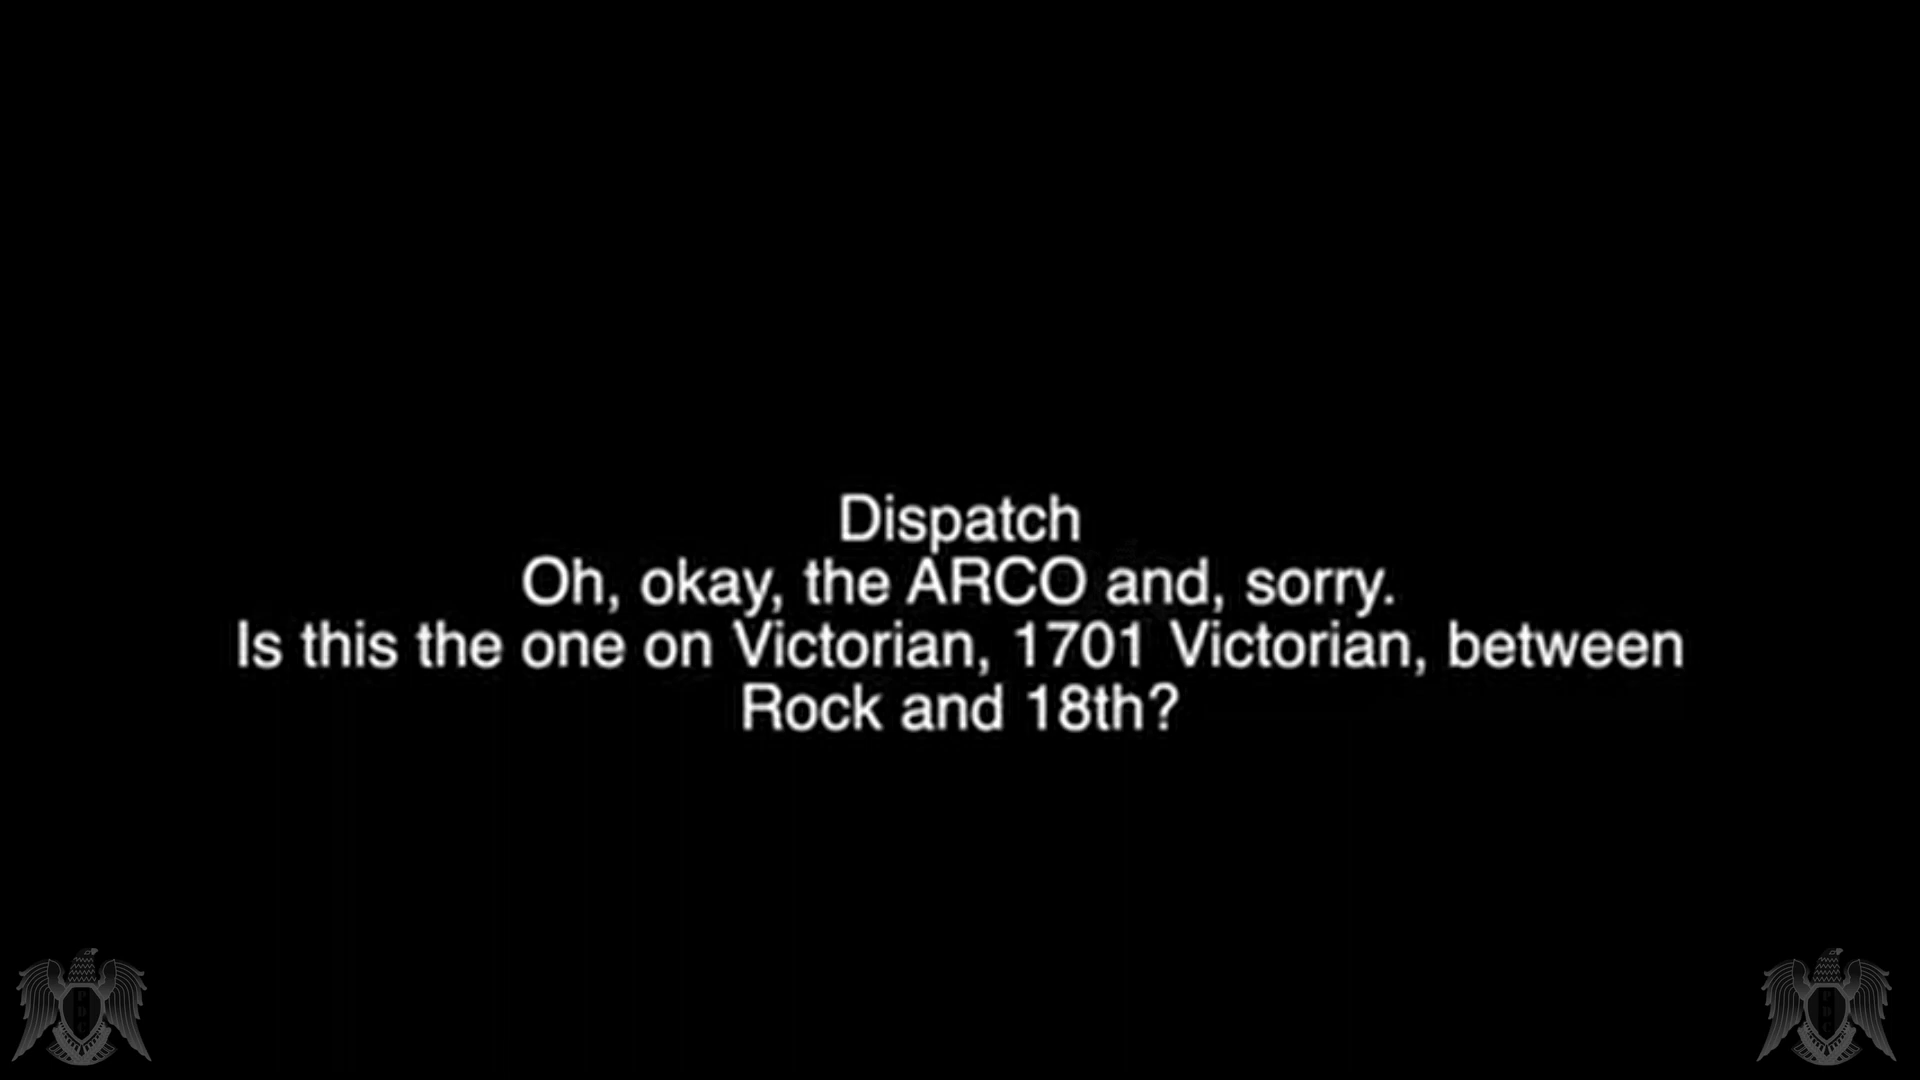 Dispatch
Oh, okay, the ARCO and, sorry.
Is this the one on Victorian, 1701 Victorian, between
Rock and 18th?
P
D
C
P
D
C